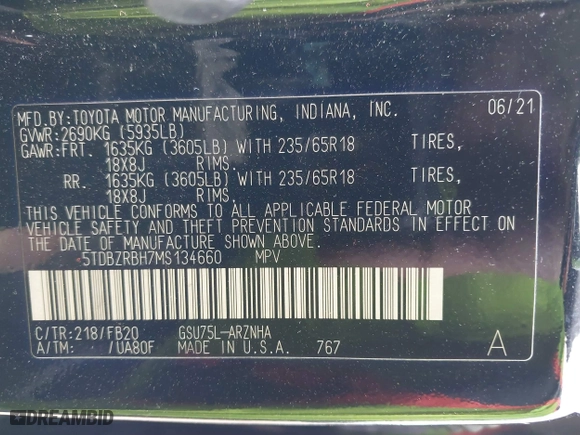 MFD.BY:TOYOTA MOTOR MANUFACTURING, INDIANA, INC. 06/21
GVWR:2690KG (5935LB)
GAWR:FRT. 1635KG (3605LB) WITH 235/65R18 TIRES,
18X8J RIMS,
RR. 1635KG (3605LB) WITH 235/65R18 TIRES,
18X8J RIMS,
THIS VEHICLE CONFORMS TO ALL APPLICABLE FEDERAL MOTOR
VEHICLE SAFETY AND THEFT PREVENTION STANDARDS IN EFFECT ON
THE DATE OF MANUFACTURE SHOWN ABOVE.
5TDBZRBH7MS134660 MPV
C/TR:218/FB20 GSU75L-ARZNHA
A/TM: /UA80F MADE IN U.S.A. 767 A
DREAMBID